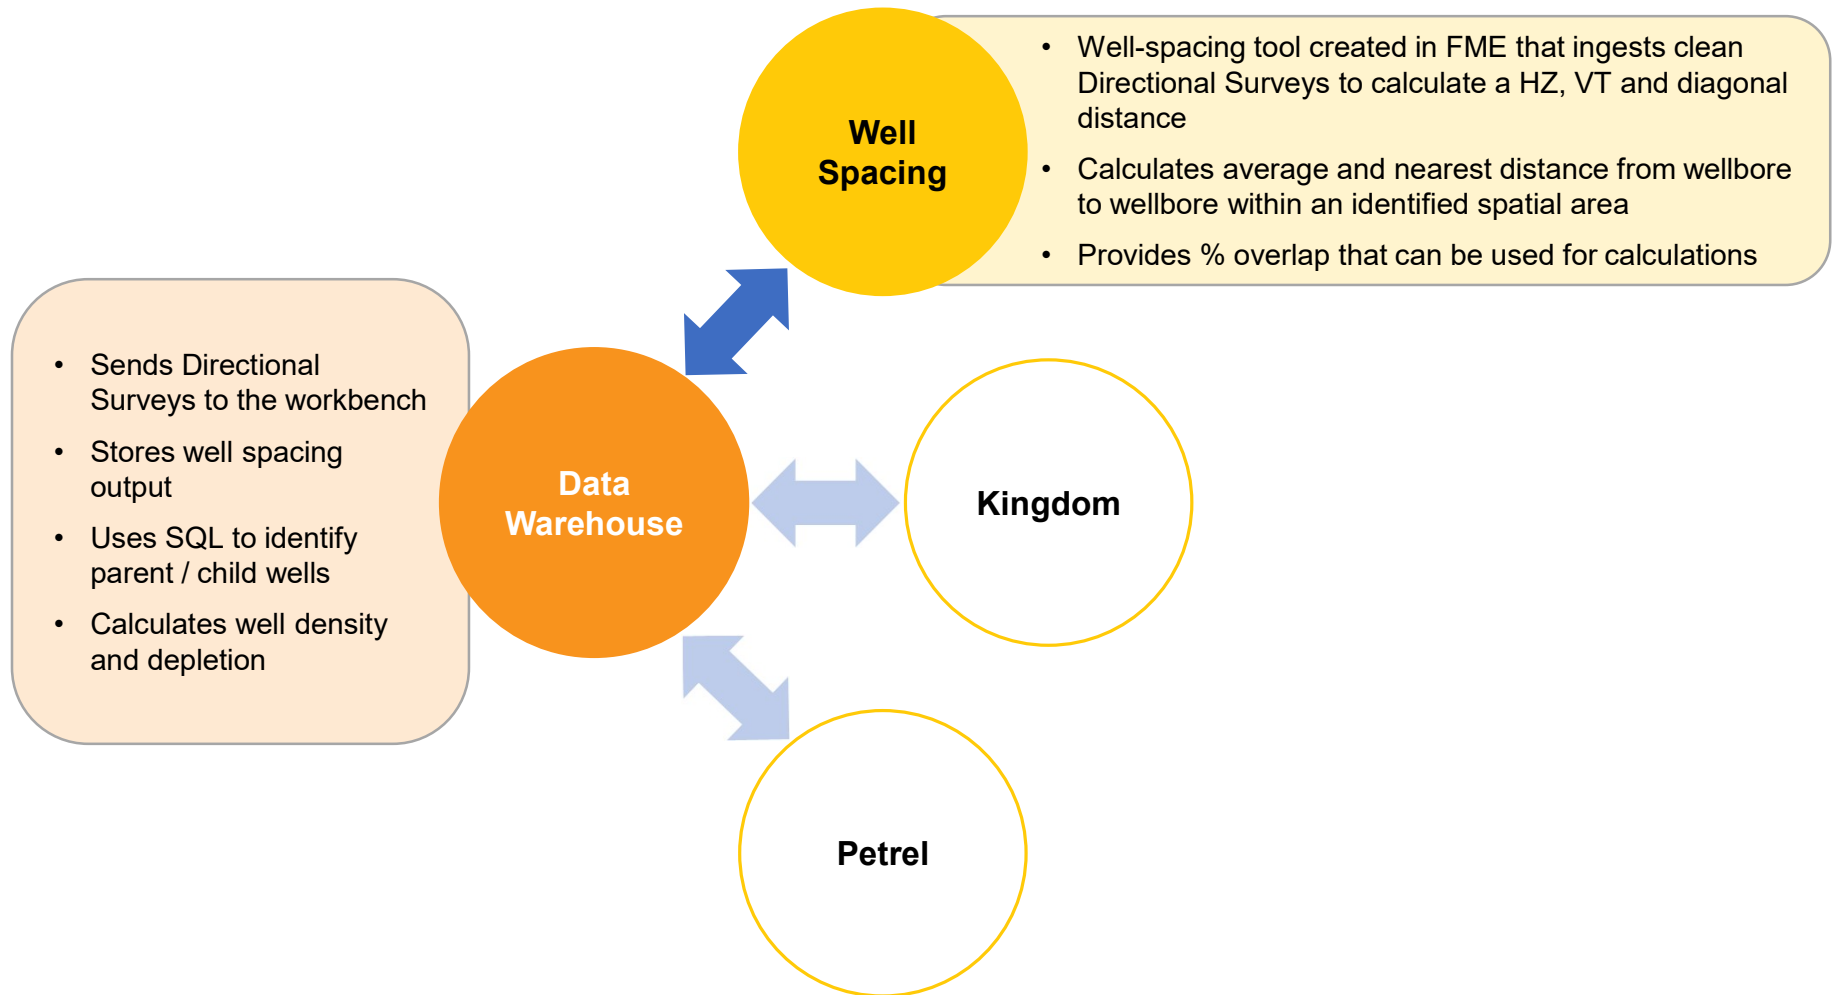 Well
Spacing
• Well-spacing tool created in FME that ingests clean
Directional Surveys to calculate a HZ, VT and diagonal
distance
• Calculates average and nearest distance from wellbore
to wellbore within an identified spatial area
• Provides % overlap that can be used for calculations
• Sends Directional
Surveys to the workbench
• Stores well spacing
output
• Uses SQL to identify
parent / child wells
• Calculates well density
and depletion
Data
Warehouse
Kingdom
Petrel